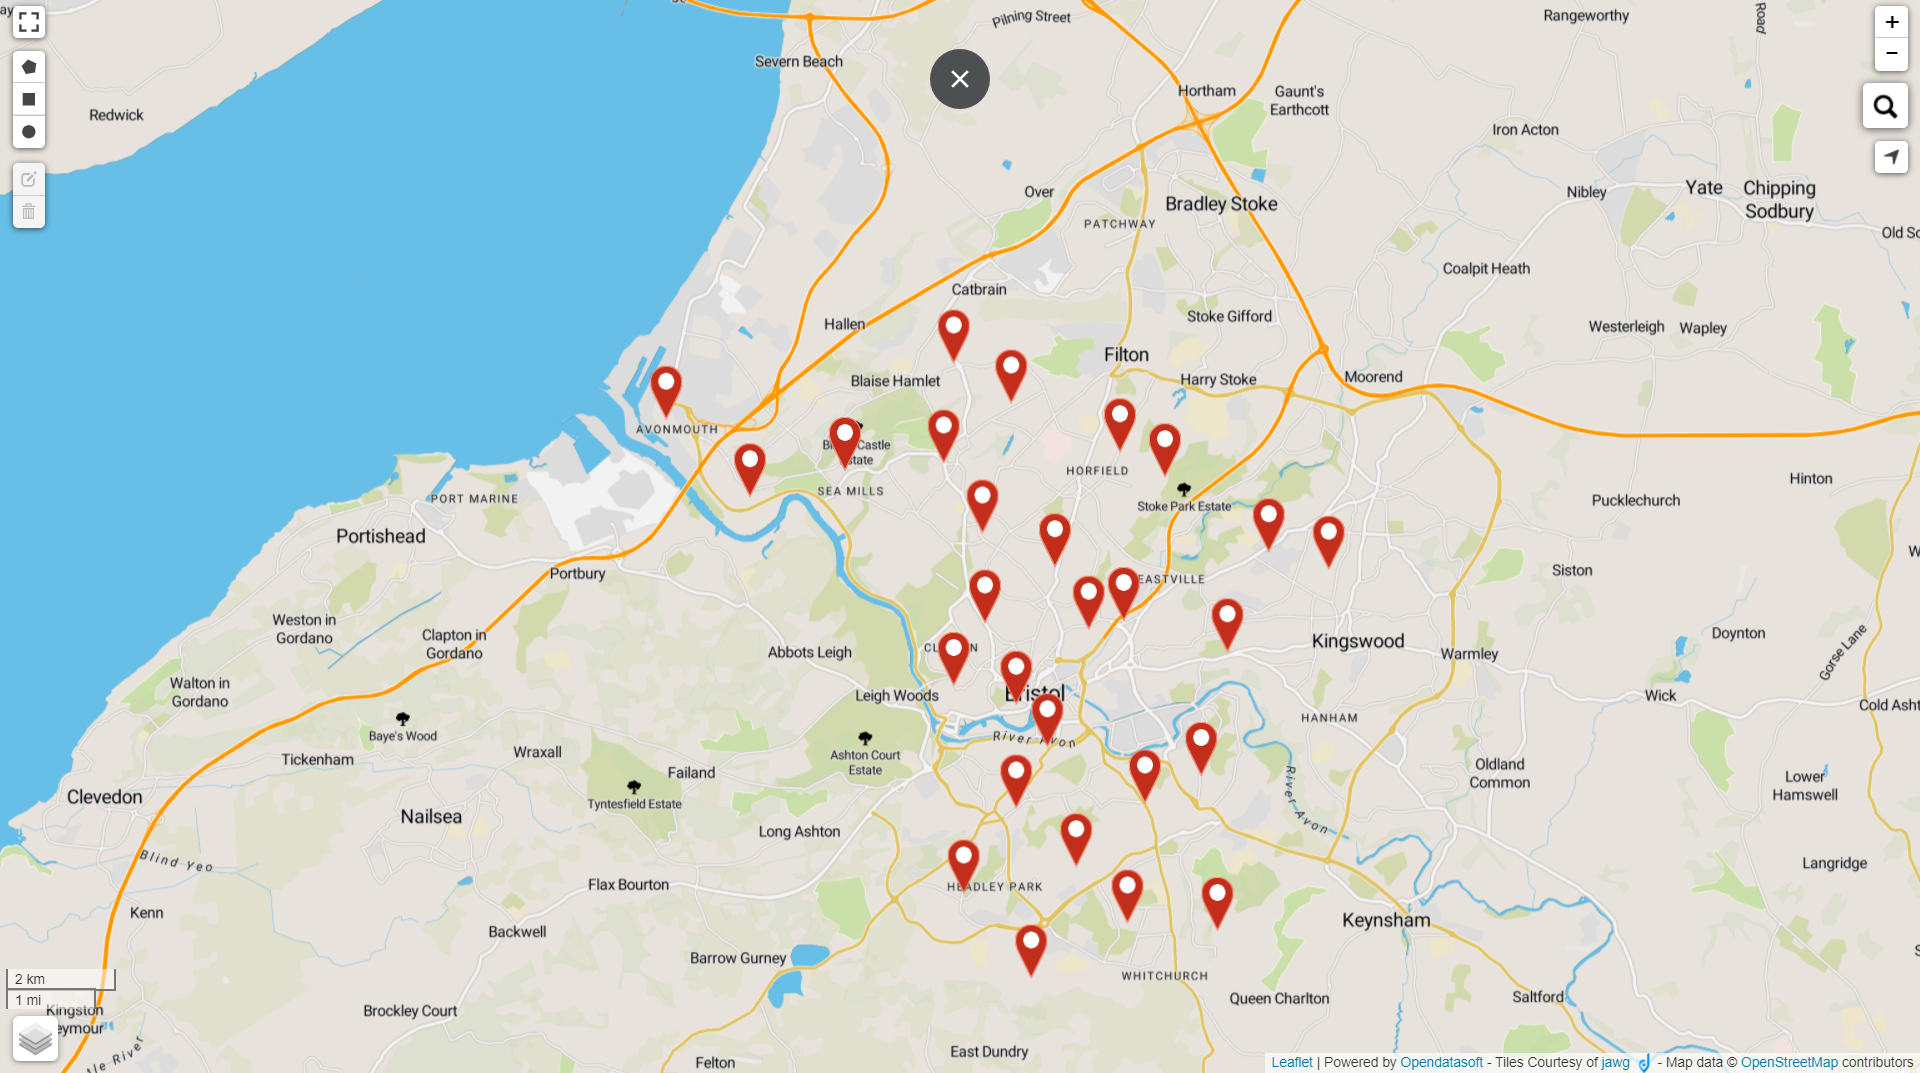 Pilning Street
Rangeworthy
Road
+
−
Severn Beach
Hortham
Gaunt's
Earthcott
Redwick
Iron Acton
Over
Bradley Stoke
Nibley
Yate
Chipping
Sodbury
PATCHWAY
Old So
Coalpit Heath
Catbrain
Hallen
Stoke Gifford
Westerleigh
Wapley
Filton
Blaise Hamlet
Harry Stoke
Moorend
AVONMOUTH
Castle
HORFIELD
SEA MILLS
Stoke Park Estate
Hinton
Pucklechurch
PORT MARINE
Portishead
Portbury
EASTVILLE
Siston
Weston in
Gordano
Clapton in
Gordano
Abbots Leigh
Kingswood
Warmley
Doynton
Gorse Lane
Walton in
Gordano
Leigh Woods
Bristol
Wick
Cold Asht
HANHAM
Baye's Wood
River Avon
Tickenham
Wraxall
Ashton Court
Estate
Failand
Oldland
Common
Lower
Hamswell
Clevedon
Nailsea
Tyntesfield Estate
River Avon
Long Ashton
Blind Yeo
Langridge
Flax Bourton
HEADLEY PARK
Kenn
Backwell
Keynsham
Barrow Gurney
WHITCHURCH
2 km
1 mi
Queen Charlton
Saltford
Kingston
Brockley Court
East Dundry
Felton
Leaflet | Powered by Opendatasoft - Tiles Courtesy of jawg - Map data © OpenStreetMap contributors